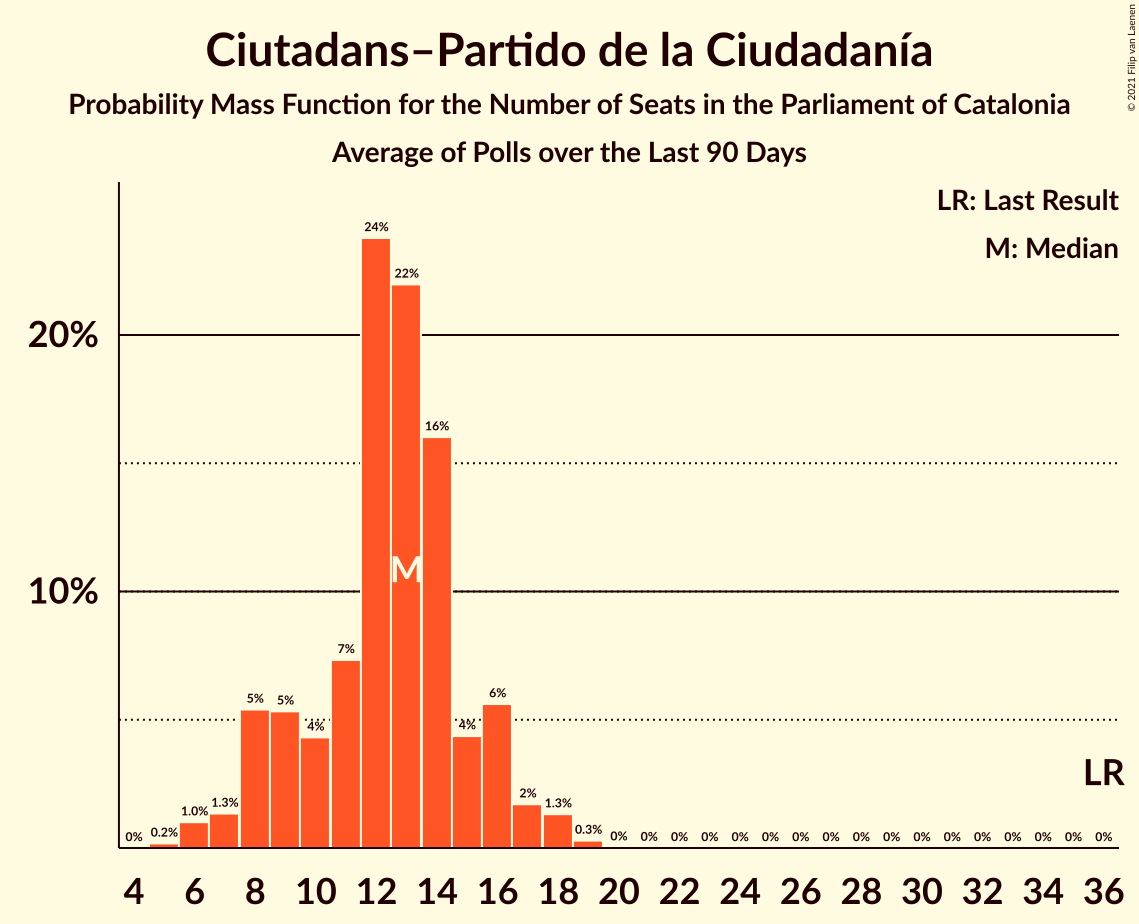 Ciutadans–Partido de la Ciudadanía
Probability Mass Function for the Number of Seats in the Parliament of Catalonia
Average of Polls over the Last 90 Days
© 2021 Filip van Laenen
LR: Last Result
M: Median
20%
10%
0% 0.2% 1.0% 1.3% 5% 5% 4% 7% 24% 22% 16% 4% 6% 2% 1.3% 0.3% 0% 0% 0% 0% 0% 0% 0% 0% 0% 0% 0% 0% 0% 0% 0% 0% 0%
M
LR
4 6 8 10 12 14 16 18 20 22 24 26 28 30 32 34 36